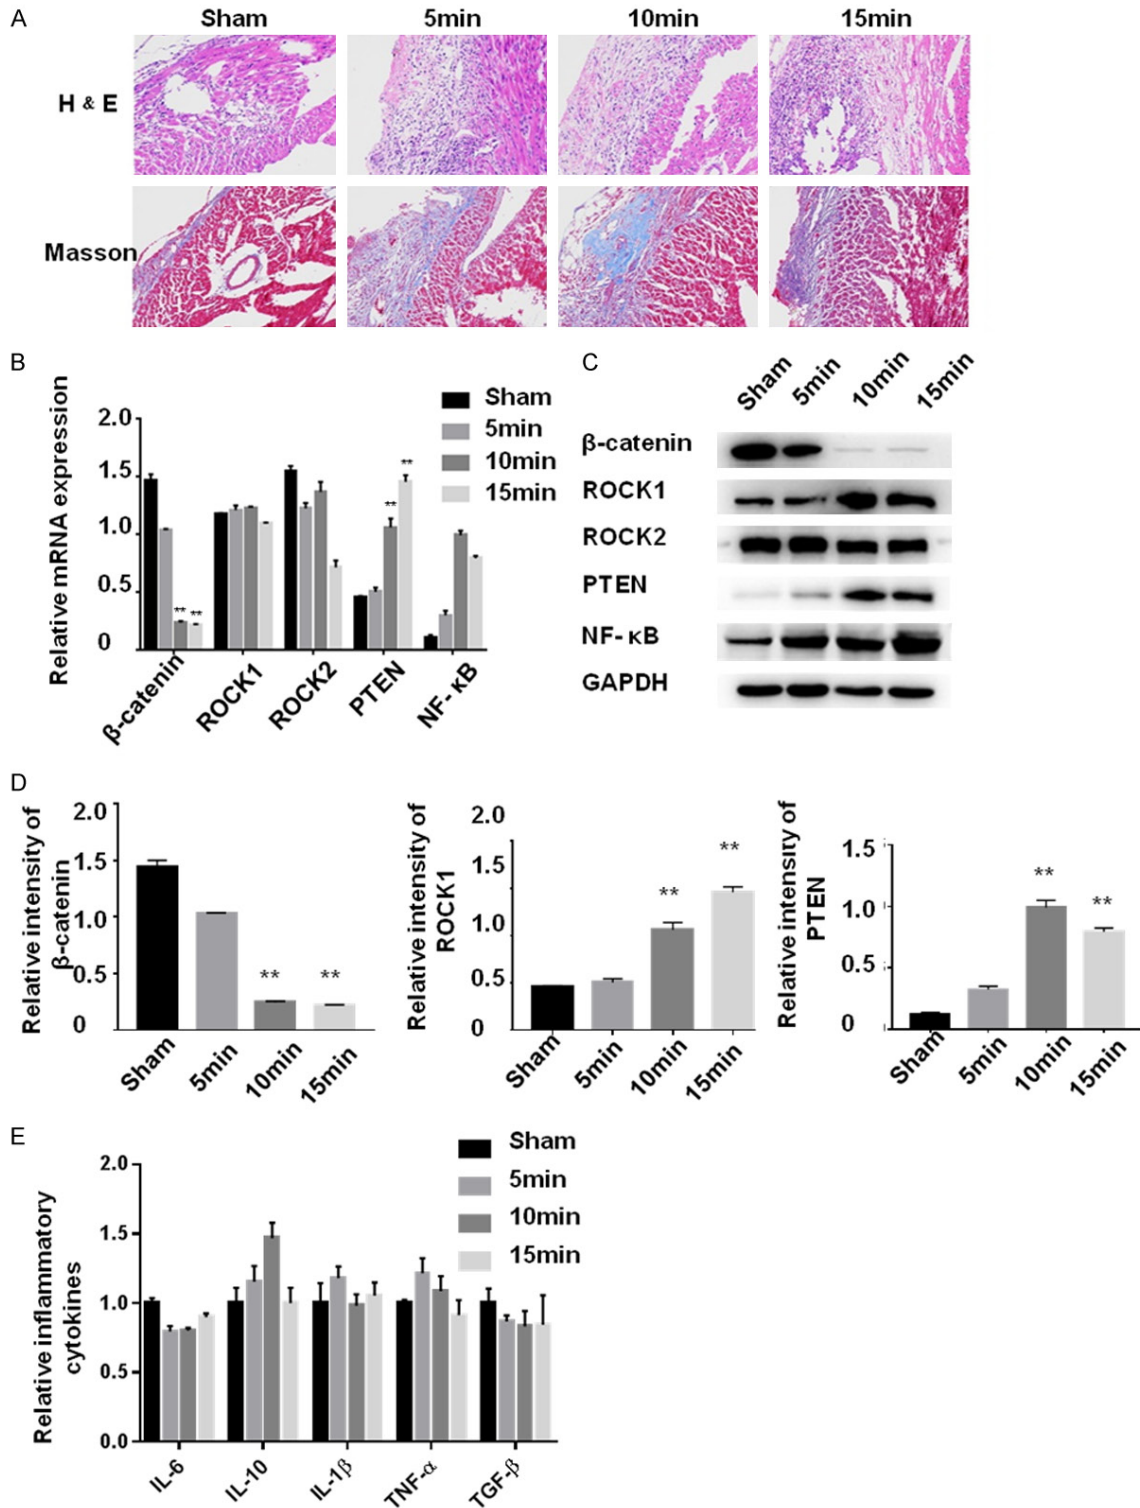 A
Sham 5min 10min 15min
H & E
Masson
B
Relative mRNA expression
2.0
1.5
1.0
0.5
0
Sham
5min
10min
15min
** ** ** **
β-catenin ROCK1 ROCK2 PTEN NF-κB
C
Sham 5min 10min 15min
β-catenin
ROCK1
ROCK2
PTEN
NF-κB
GAPDH
D
Relative intensity of
β-catenin
2.0
1.5
1.0
0.5
0
** **
Sham 5min 10min 15min
Relative intensity of
ROCK1
2.0
1.5
1.0
0.5
0
** **
Sham 5min 10min 15min
Relative intensity of
PTEN
1.5
1.0
0.5
0
** **
Sham 5min 10min 15min
E
Relative inflammatory
cytokines
2.0
1.5
1.0
0.5
0.0
Sham
5min
10min
15min
IL-6 IL-10 IL-1β TNF-α TGF-β